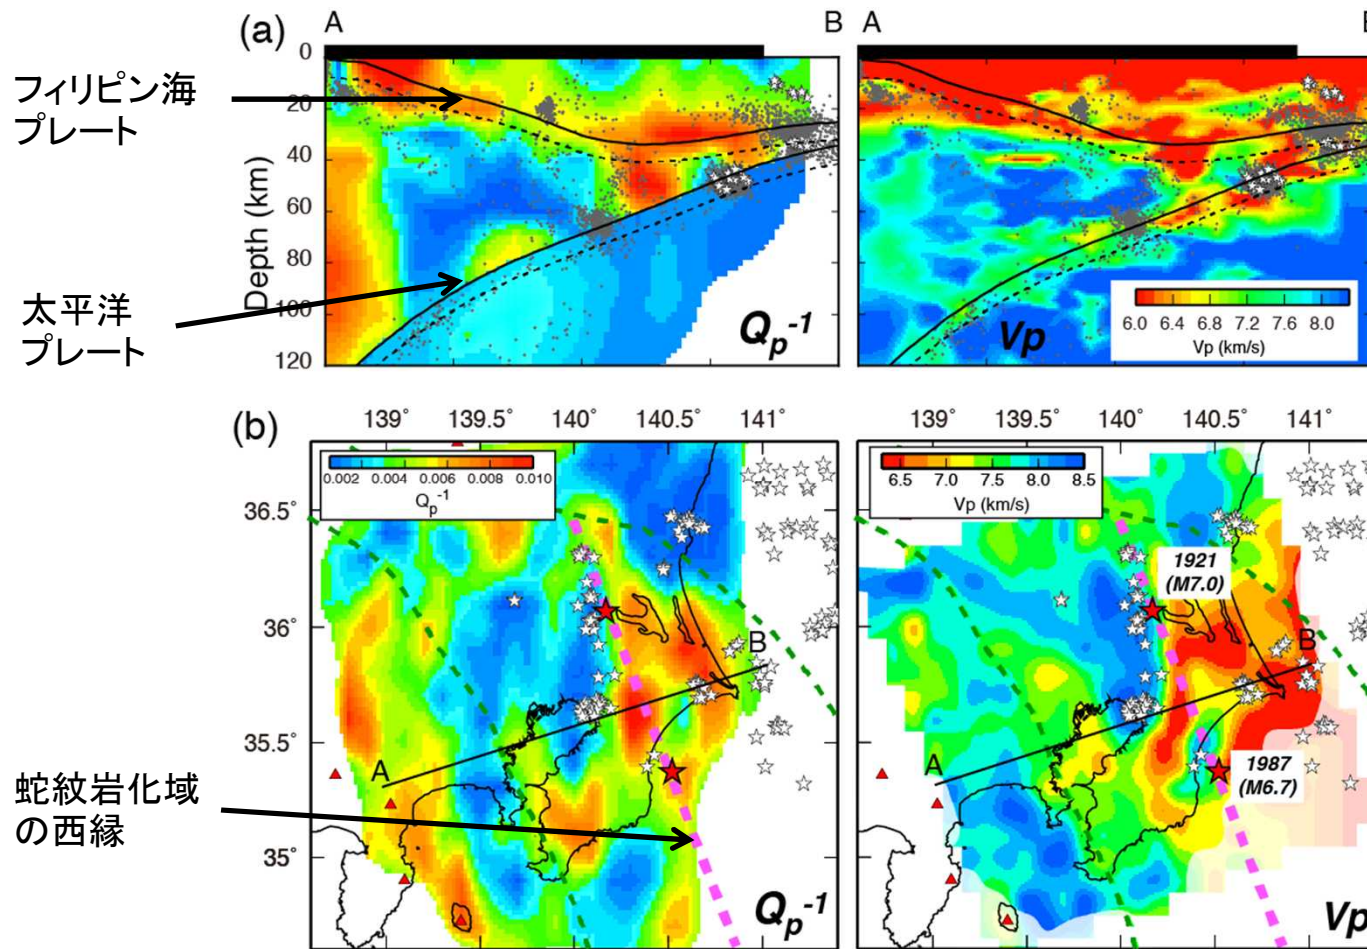 (a)
A
B
A
フィリピン海
プレート
太平洋
プレート
Depth (km)
0
20
40
60
80
100
120
Qp-1
Vp
6.0 6.4 6.8 7.2 7.6 8.0
Vp (km/s)
(b)
139° 139.5° 140° 140.5° 141°
139° 139.5° 140° 140.5° 141°
0.002 0.004 0.006 0.008 0.010
Qp-1
6.5 7.0 7.5 8.0 8.5
Vp (km/s)
36.5°
36°
35.5°
35°
1921
(M7.0)
B
B
A
A
1987
(M6.7)
蛇紋岩化域
の西縁
Qp-1
Vp